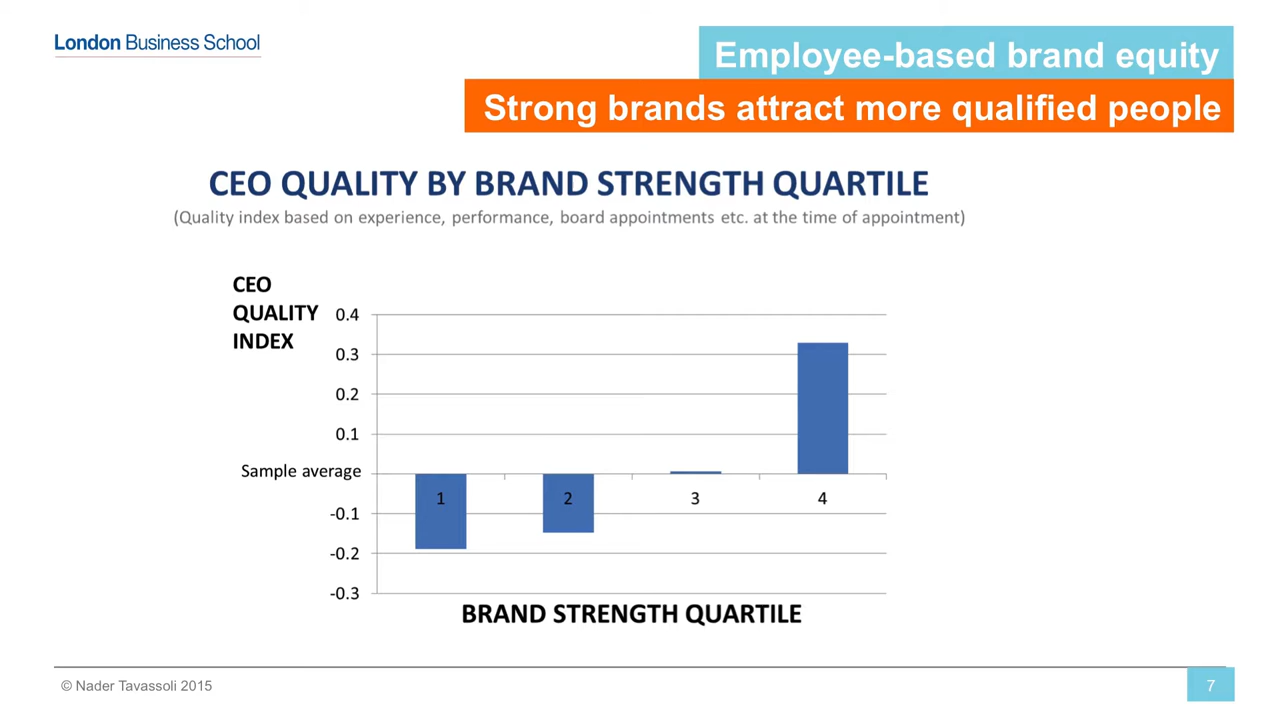 London Business School
Employee-based brand equity
Strong brands attract more qualified people
CEO QUALITY BY BRAND STRENGTH QUARTILE
(Quality index based on experience, performance, board appointments etc. at the time of appointment)
CEO
QUALITY
INDEX
0.4
0.3
0.2
0.1
Sample average
-0.1
-0.2
-0.3
1
2
3
4
BRAND STRENGTH QUARTILE
© Nader Tavassoli 2015
7